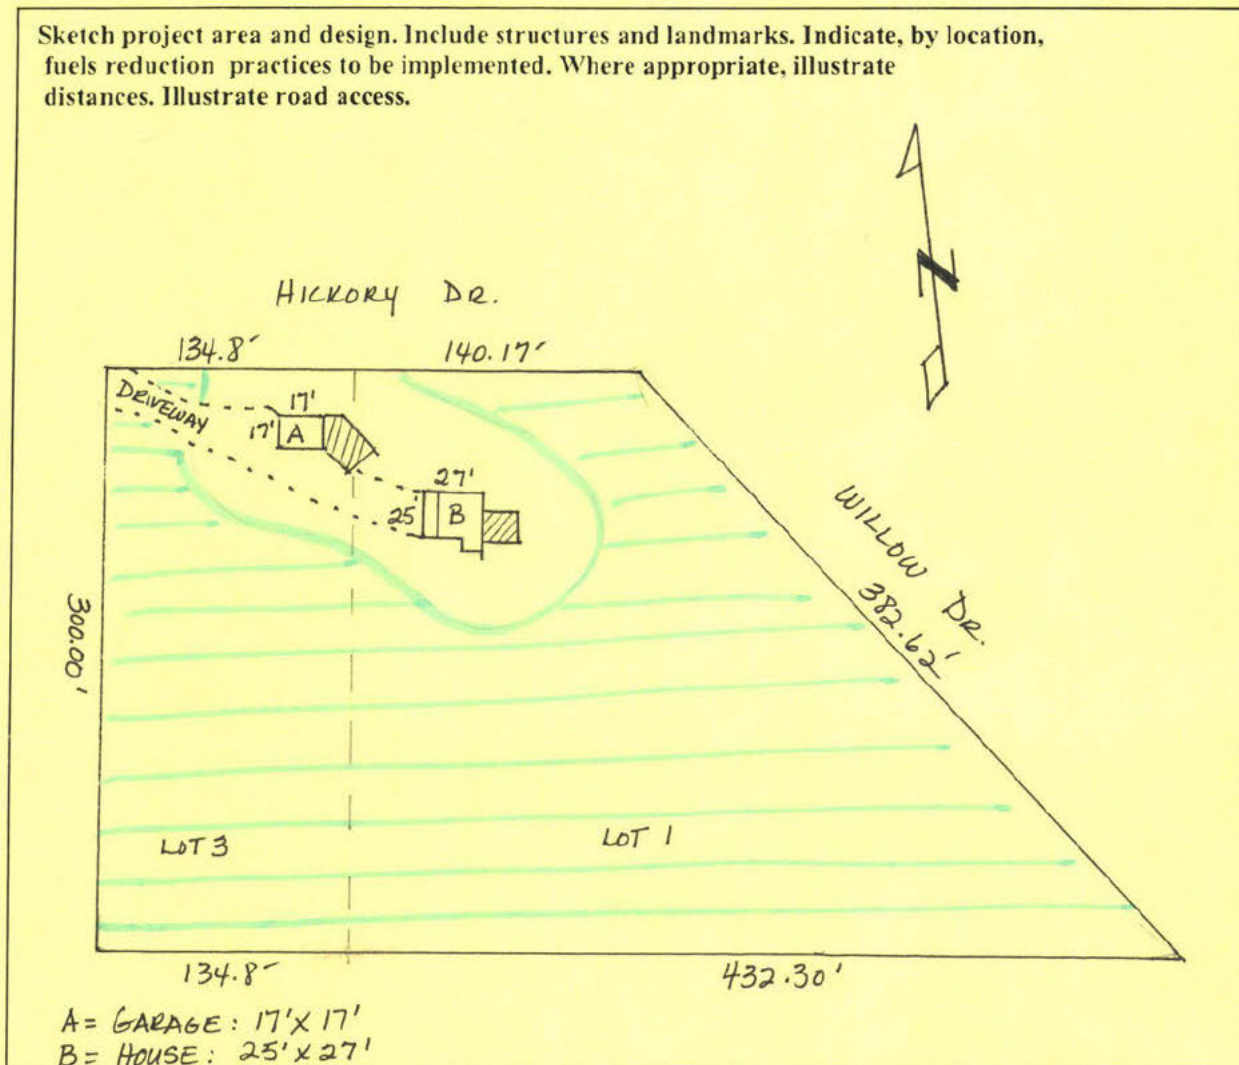 Sketch project area and design. Include structures and landmarks. Indicate, by location,
fuels reduction practices to be implemented. Where appropriate, illustrate
distances. Illustrate road access.
N
HICKORY DR.
134.8'
140.17'
DRIVEWAY
17'
17'
A
27'
25'
B
WILLOW DR.
382.62'
300.00'
LOT 3
LOT 1
134.8'
432.30'
A = GARAGE: 17' X 17'
B = HOUSE: 25' X 27'